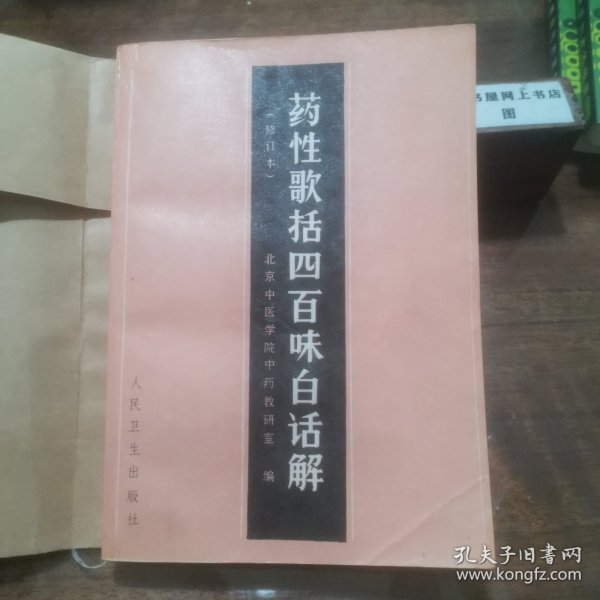 药性歌括四百味白话解
（修订本）
北京中医学院中药教研室 编
人民卫生出版社
书屋网上书店
图
孔夫子旧书网
www.kongfz.com